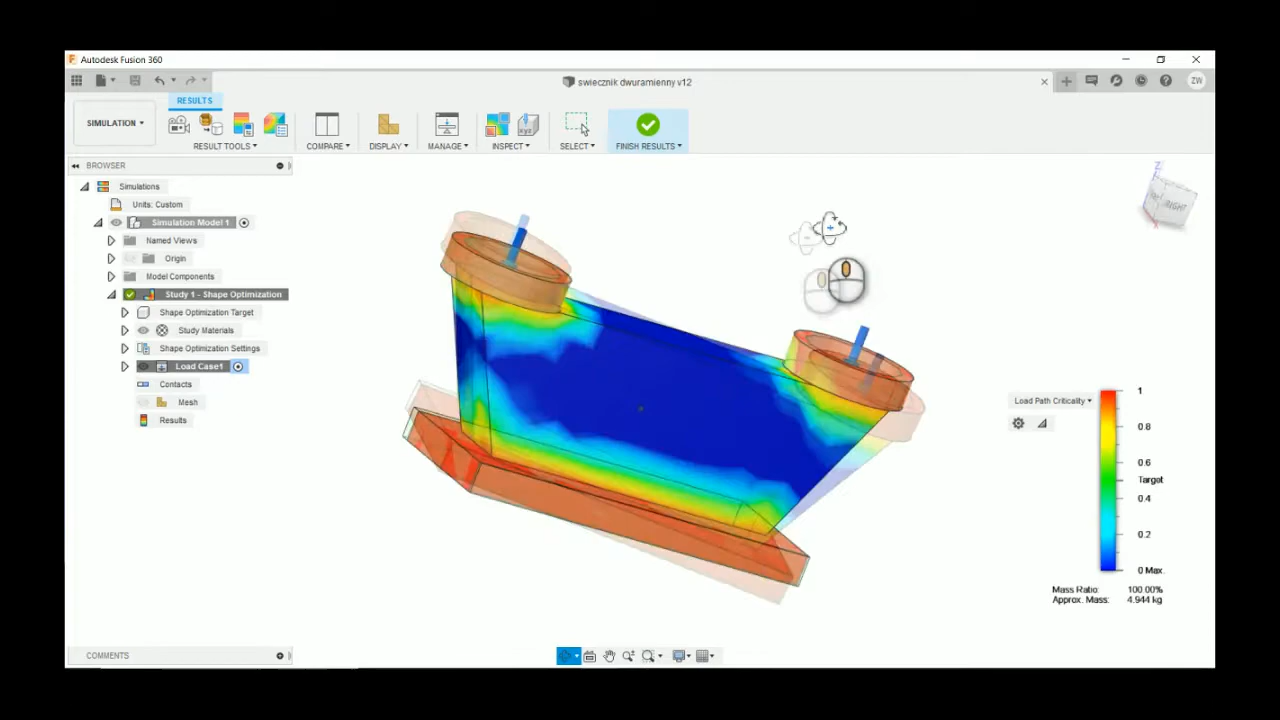 Autodesk Fusion 360
swiecznik dwuramienny v12
ZW
RESULTS
SIMULATION
RESULT TOOLS
COMPARE
DISPLAY
MANAGE
INSPECT
SELECT
FINISH RESULTS
BROWSER
Simulations
Units: Custom
Simulation Model 1
Named Views
Origin
Model Components
Study 1 - Shape Optimization
Shape Optimization Target
Study Materials
Shape Optimization Settings
Load Case1
Contacts
Mesh
Results
Z
RIGHT
X
Load Path Criticality
1
0.8
0.6
Target
0.4
0.2
0 Max.
Mass Ratio: 100.00%
Approx. Mass: 4.944 kg
COMMENTS